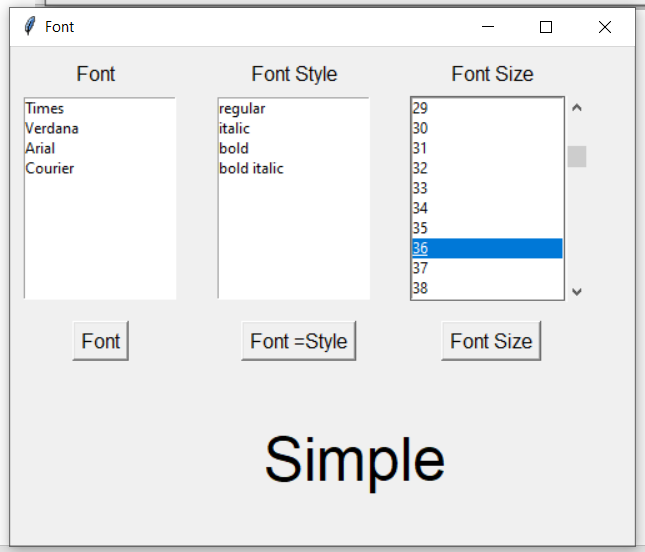 Font
Font
Font Style
Font Size
Times
Verdana
Arial
Courier
regular
italic
bold
bold italic
29
30
31
32
33
34
35
36
37
38
Font
Font =Style
Font Size
Simple